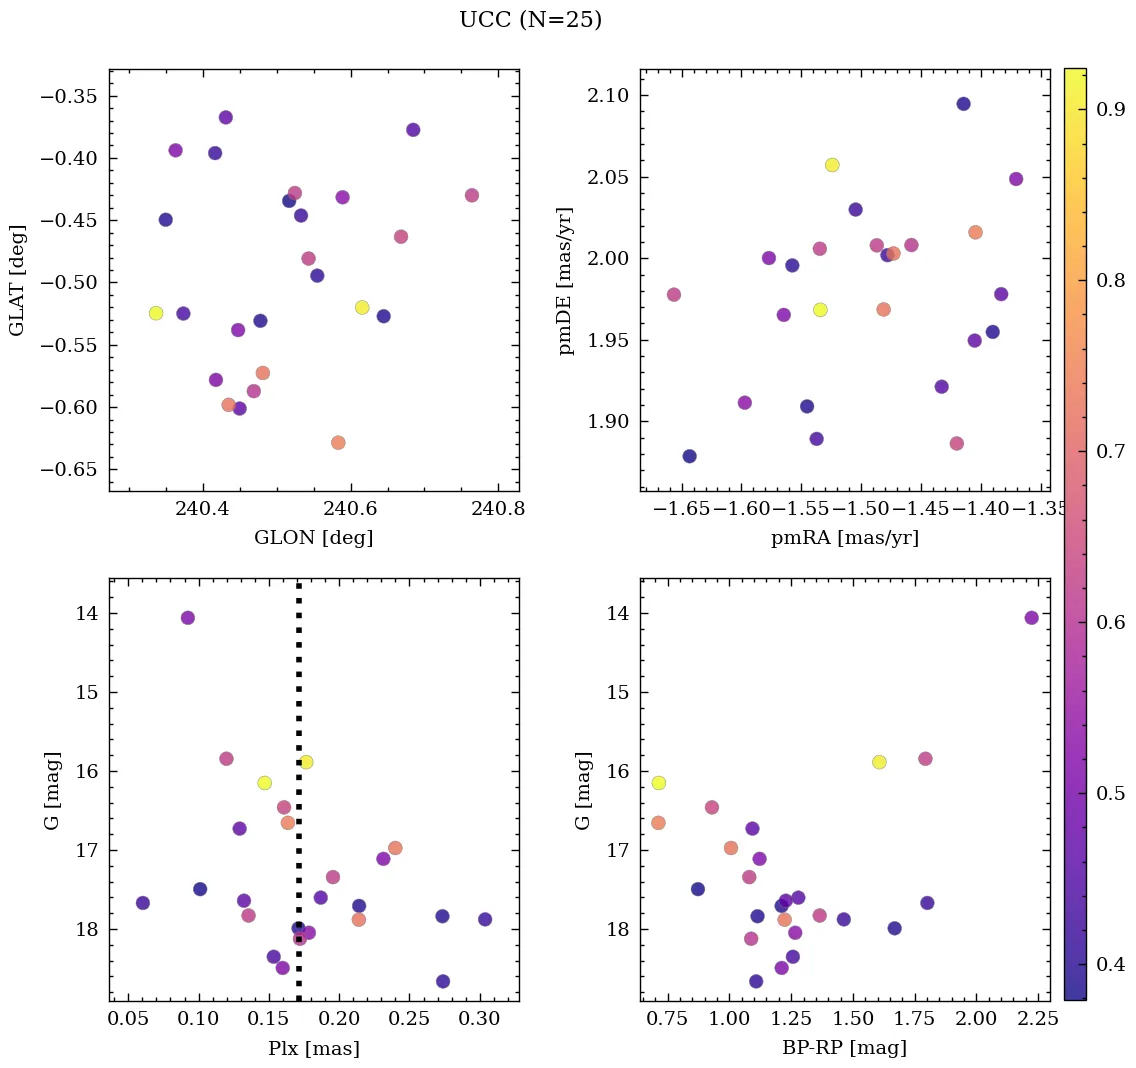 UCC (N=25)
−0.35
−0.40
−0.45
−0.50
−0.55
−0.60
−0.65
GLAT [deg]
240.4 240.6 240.8
GLON [deg]
2.10
2.05
2.00
1.95
1.90
pmDE [mas/yr]
−1.65 −1.60 −1.55 −1.50 −1.45 −1.40 −1.35
pmRA [mas/yr]
14
15
16
17
18
G [mag]
0.05 0.10 0.15 0.20 0.25 0.30
Plx [mas]
14
15
16
17
18
G [mag]
0.75 1.00 1.25 1.50 1.75 2.00 2.25
BP-RP [mag]
0.9
0.8
0.7
0.6
0.5
0.4